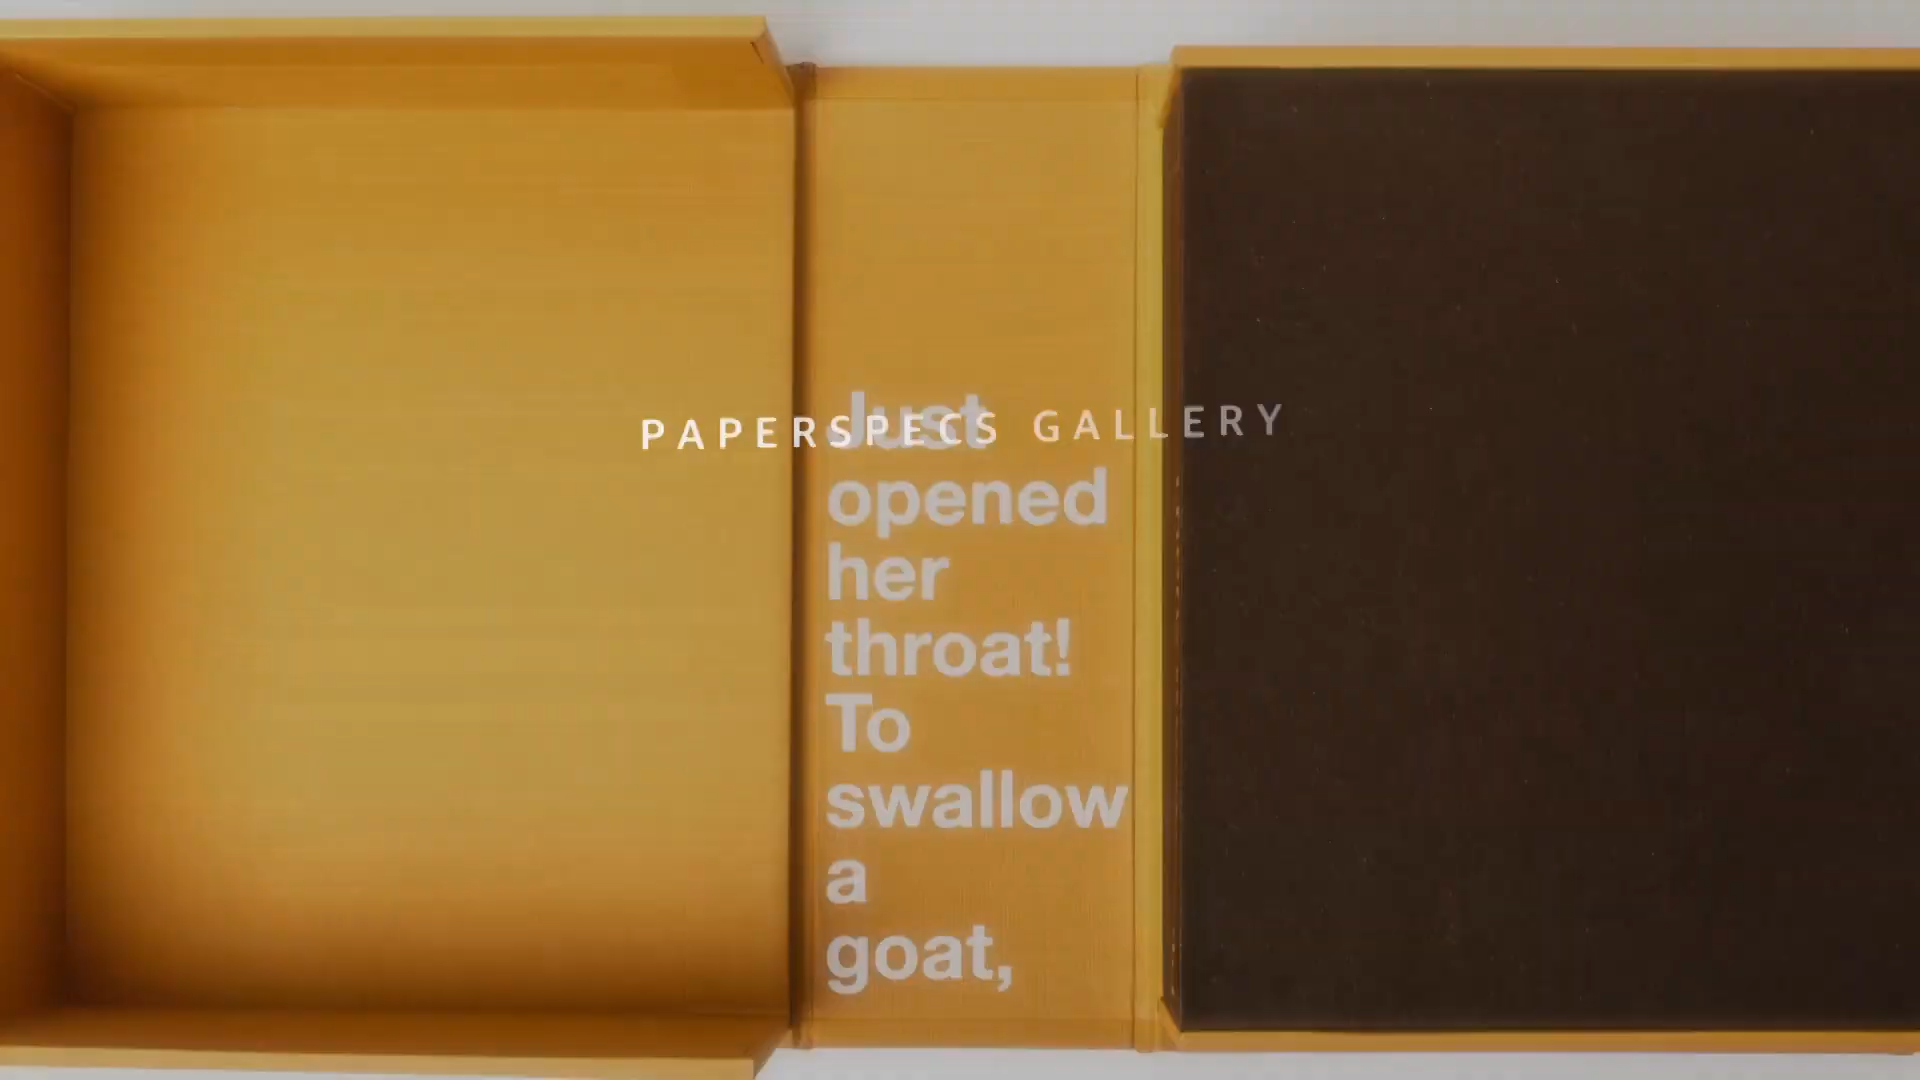 PAPERSPECS GALLERY
Just
opened
her
throat!
To
swallow
a
goat,